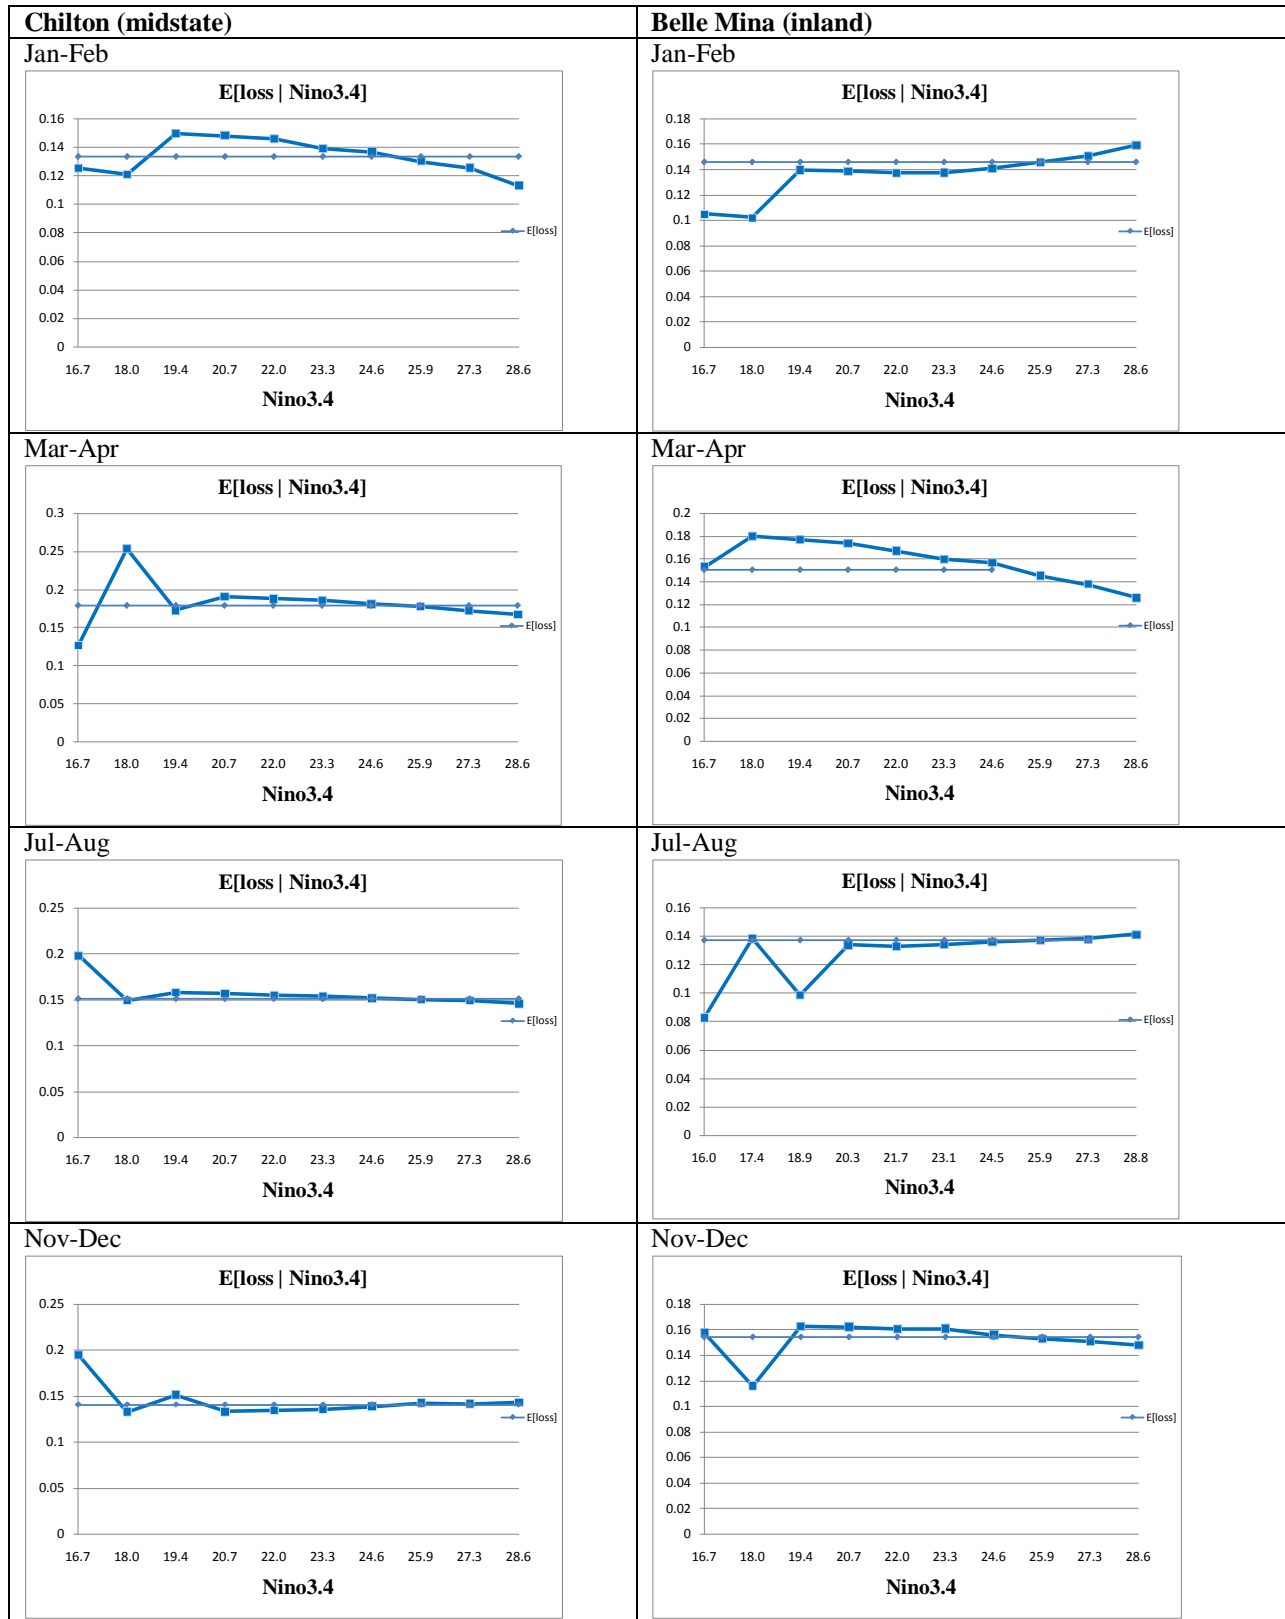 Chilton (midstate)
Belle Mina (inland)
Jan-Feb
E[loss | Nino3.4]
0.16
0.14
0.12
0.1
0.08
0.06
0.04
0.02
0
E[loss]
16.7 18.0 19.4 20.7 22.0 23.3 24.6 25.9 27.3 28.6
Nino3.4
Jan-Feb
E[loss | Nino3.4]
0.18
0.16
0.14
0.12
0.1
0.08
0.06
0.04
0.02
0
E[loss]
16.7 18.0 19.4 20.7 22.0 23.3 24.6 25.9 27.3 28.6
Nino3.4
Mar-Apr
E[loss | Nino3.4]
0.3
0.25
0.2
0.15
0.1
0.05
0
E[loss]
16.7 18.0 19.4 20.7 22.0 23.3 24.6 25.9 27.3 28.6
Nino3.4
Mar-Apr
E[loss | Nino3.4]
0.2
0.18
0.16
0.14
0.12
0.1
0.08
0.06
0.04
0.02
0
E[loss]
16.7 18.0 19.4 20.7 22.0 23.3 24.6 25.9 27.3 28.6
Nino3.4
Jul-Aug
E[loss | Nino3.4]
0.25
0.2
0.15
0.1
0.05
0
E[loss]
16.7 18.0 19.4 20.7 22.0 23.3 24.6 25.9 27.3 28.6
Nino3.4
Jul-Aug
E[loss | Nino3.4]
0.16
0.14
0.12
0.1
0.08
0.06
0.04
0.02
0
E[loss]
16.0 17.4 18.9 20.3 21.7 23.1 24.5 25.9 27.3 28.8
Nino3.4
Nov-Dec
E[loss | Nino3.4]
0.25
0.2
0.15
0.1
0.05
0
E[loss]
16.7 18.0 19.4 20.7 22.0 23.3 24.6 25.9 27.3 28.6
Nino3.4
Nov-Dec
E[loss | Nino3.4]
0.18
0.16
0.14
0.12
0.1
0.08
0.06
0.04
0.02
0
E[loss]
16.7 18.0 19.4 20.7 22.0 23.3 24.6 25.9 27.3 28.6
Nino3.4